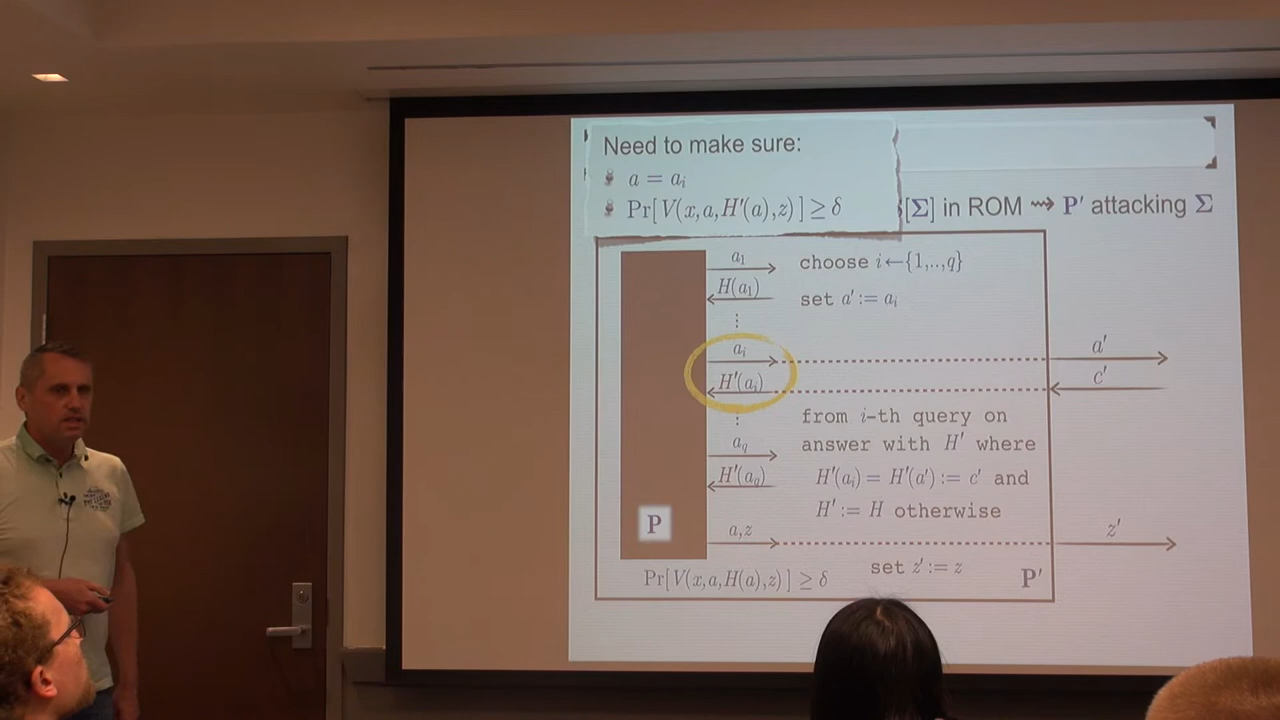 Need to make sure:
a = a_i
Pr[V(x,a,H'(a),z)] ≥ δ
[Σ] in ROM ⇝ P' attacking Σ
a_1
choose i←{1,..,q}
H(a_1)
set a' := a_i
⋮
a_i
a'
H'(a_i)
c'
⋮
from i-th query on
a_q
answer with H' where
H'(a_q)
H'(a_i) = H'(a') := c' and
H' := H otherwise
P
a,z
z'
set z' := z
Pr[V(x,a,H(a),z)] ≥ δ
P'